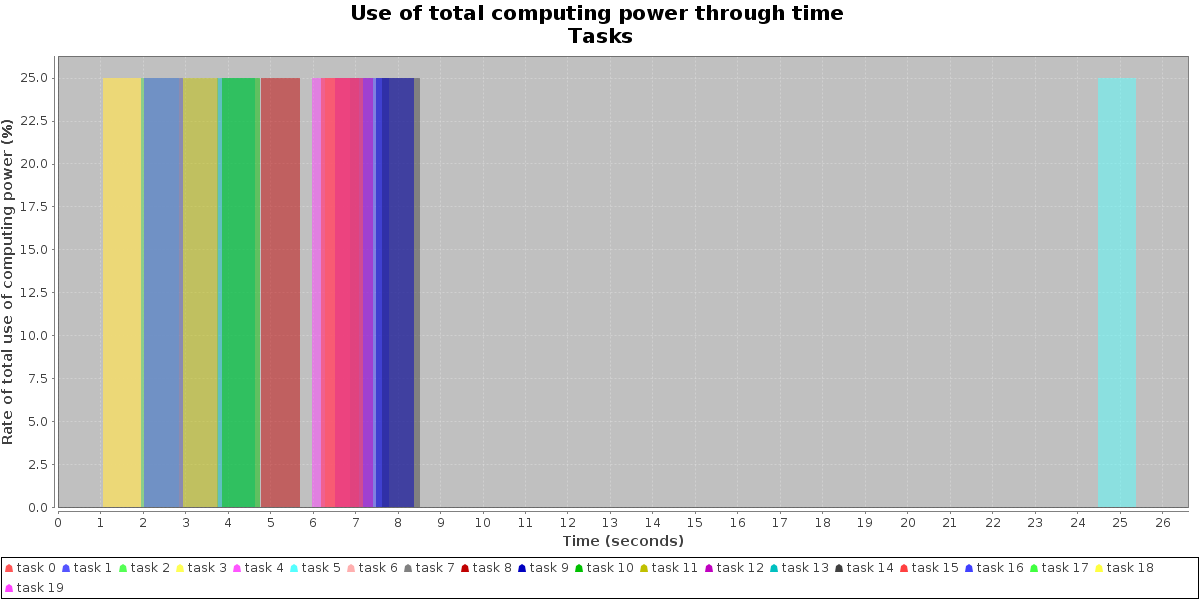 Use of total computing power through time
Tasks
Rate of total use of computing power (%)
25.0
22.5
20.0
17.5
15.0
12.5
10.0
7.5
5.0
2.5
0.0
0 1 2 3 4 5 6 7 8 9 10 11 12 13 14 15 16 17 18 19 20 21 22 23 24 25 26
Time (seconds)
task 0 task 1 task 2 task 3 task 4 task 5 task 6 task 7 task 8 task 9 task 10 task 11 task 12 task 13 task 14 task 15 task 16 task 17 task 18
task 19